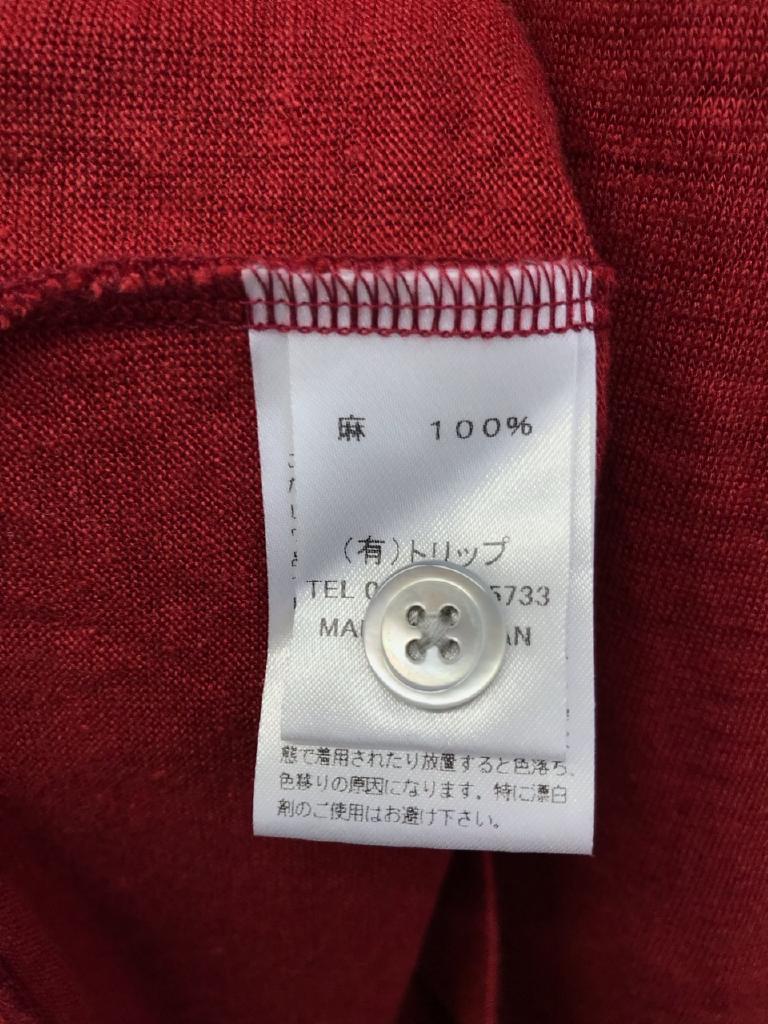 麻 100%
(有)トリップ
TEL 0 5733
MA AN
態で着用されたり放置すると色落ち、
色移りの原因になります。特に漂白
剤のご使用はお避け下さい。